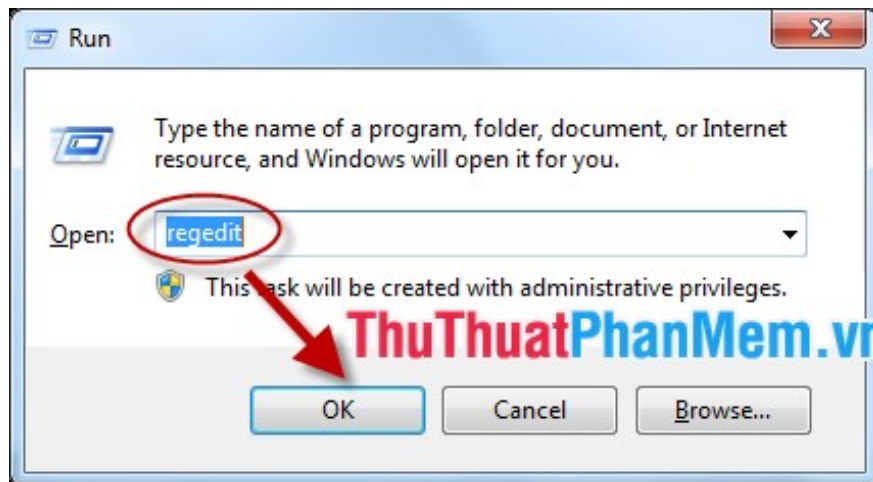 Run
Type the name of a program, folder, document, or Internet
resource, and Windows will open it for you.
Open: regedit
This task will be created with administrative privileges.
ThuThuatPhanMem.vn
OK Cancel Browse...